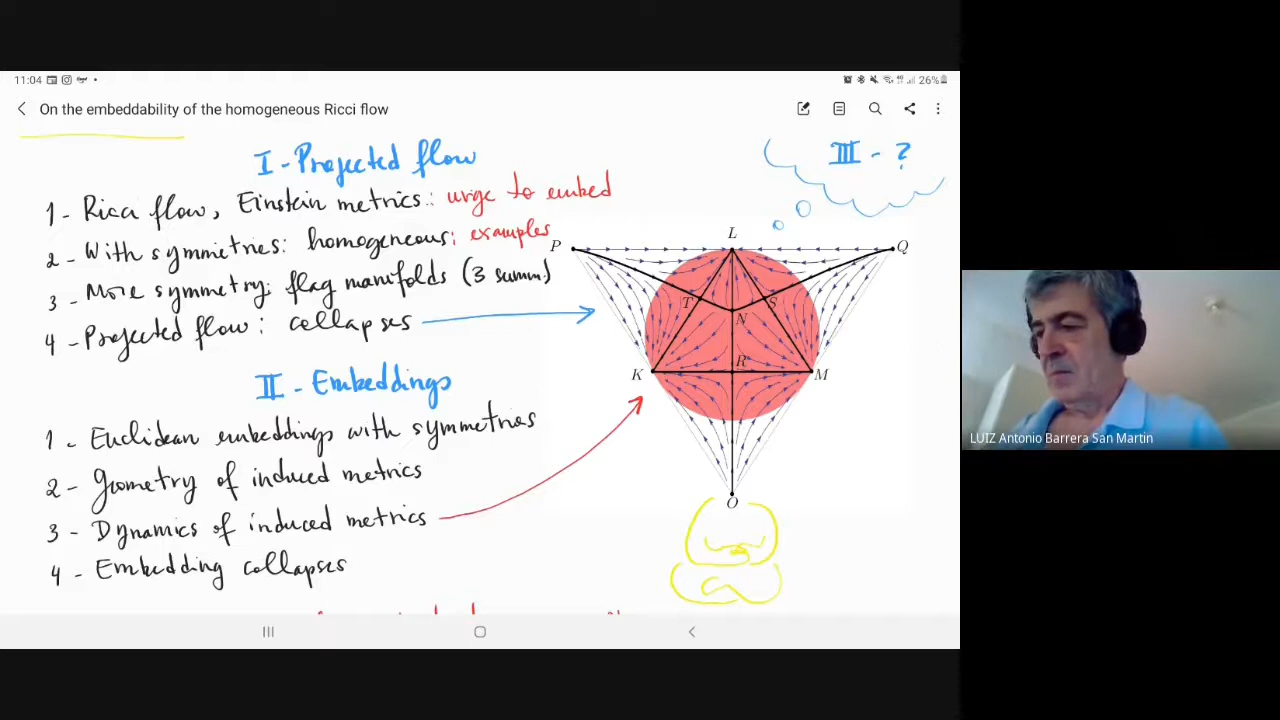 11:04
26%
On the embeddability of the homogeneous Ricci flow
I - Projected flow
1 - Ricci flow, Einstein metrics: urge to embed
2 - With symmetries: homogeneous: examples
3 - More symmetry: flag manifolds (3 summ)
4 - Projected flow: collapses
II - Embeddings
1 - Euclidean embeddings with symmetries
2 - Geometry of induced metrics
3 - Dynamics of induced metrics
4 - Embedding collapses
III - ?
P L Q
T N S
K R M
O
LUIZ Antonio Barrera San Martin